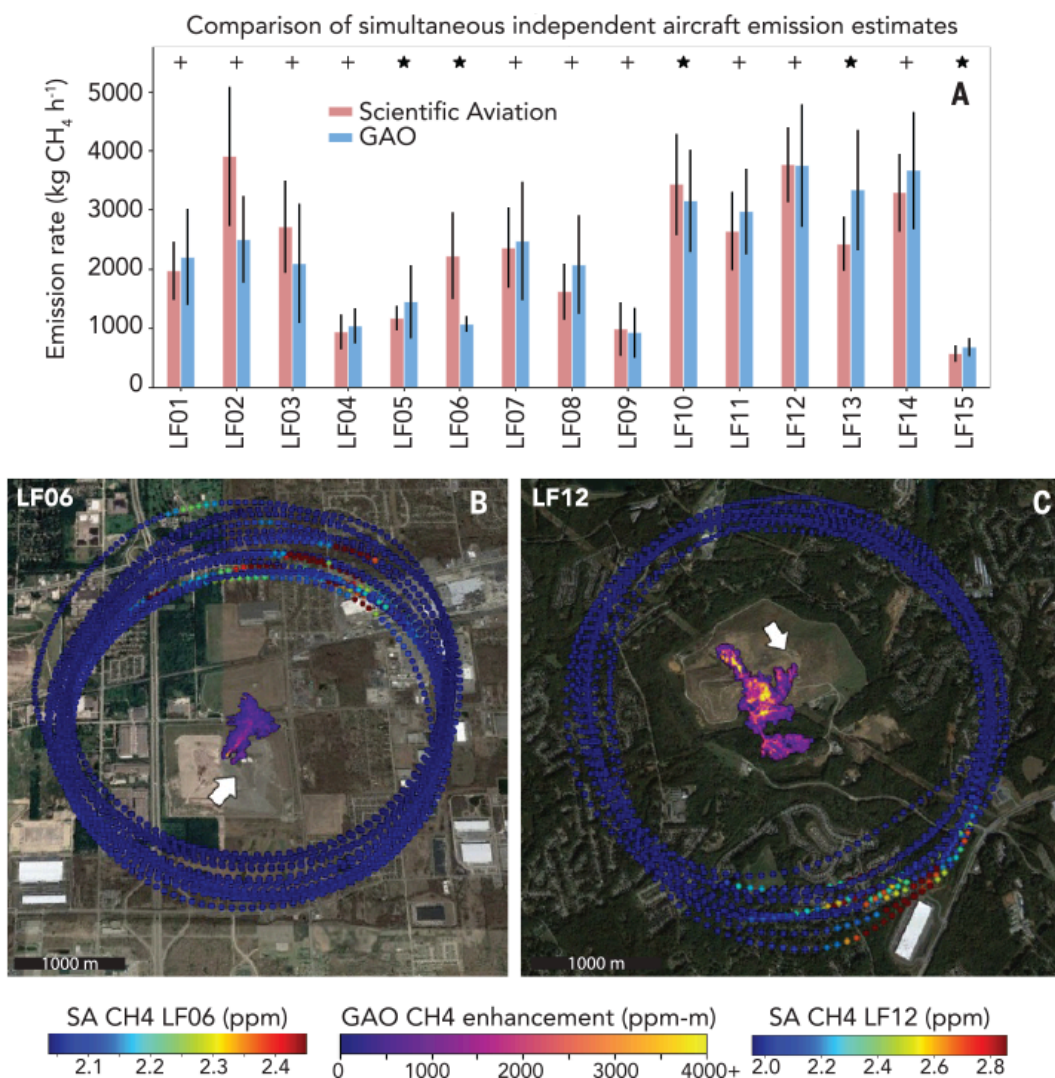 Comparison of simultaneous independent aircraft emission estimates
A
Scientific Aviation
GAO
Emission rate (kg CH₄ h⁻¹)
5000
4000
3000
2000
1000
0
LF01 LF02 LF03 LF04 LF05 LF06 LF07 LF08 LF09 LF10 LF11 LF12 LF13 LF14 LF15
LF06 B
LF12 C
1000 m
1000 m
SA CH4 LF06 (ppm)
2.1 2.2 2.3 2.4
GAO CH4 enhancement (ppm-m)
0 1000 2000 3000 4000+
SA CH4 LF12 (ppm)
2.0 2.2 2.4 2.6 2.8